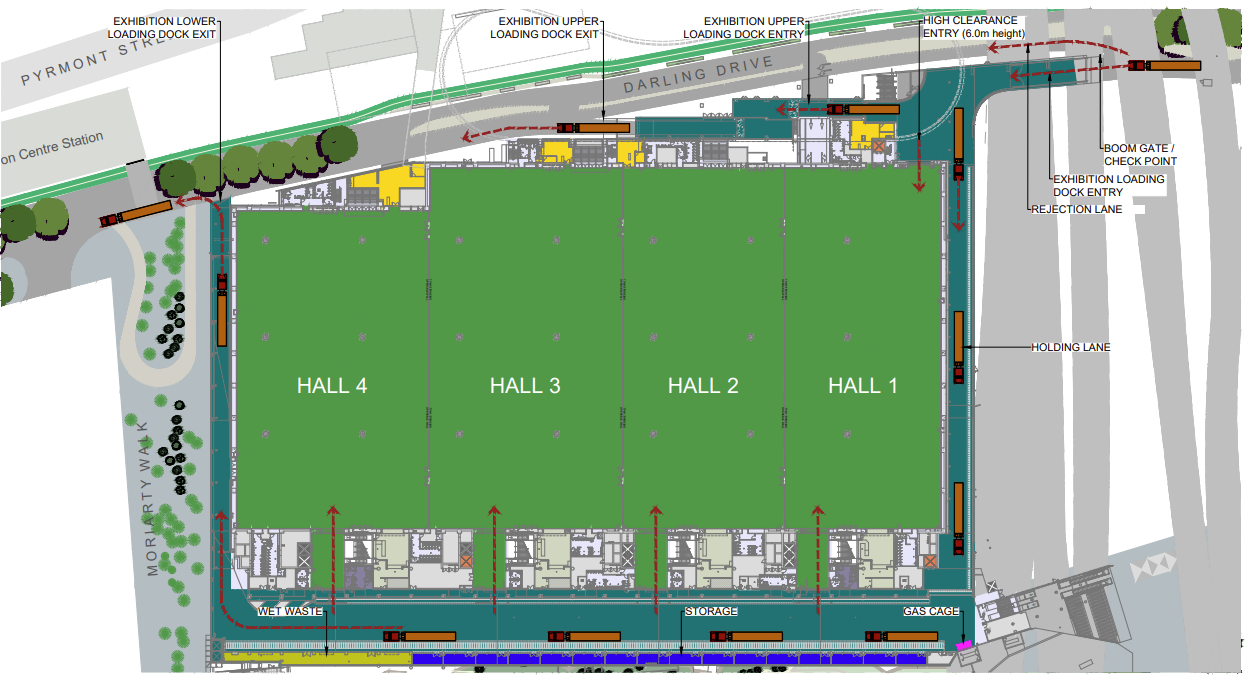 EXHIBITION LOWER
LOADING DOCK EXIT
EXHIBITION UPPER
LOADING DOCK EXIT
EXHIBITION UPPER
LOADING DOCK ENTRY
HIGH CLEARANCE
ENTRY (6.0m height)
PYRMONT STRE
DARLING DRIVE
on Centre Station
BOOM GATE /
CHECK POINT
EXHIBITION LOADING
DOCK ENTRY
REJECTION LANE
HOLDING LANE
HALL 4
HALL 3
HALL 2
HALL 1
MORIARTY WALK
WET WASTE
STORAGE
GAS CAGE